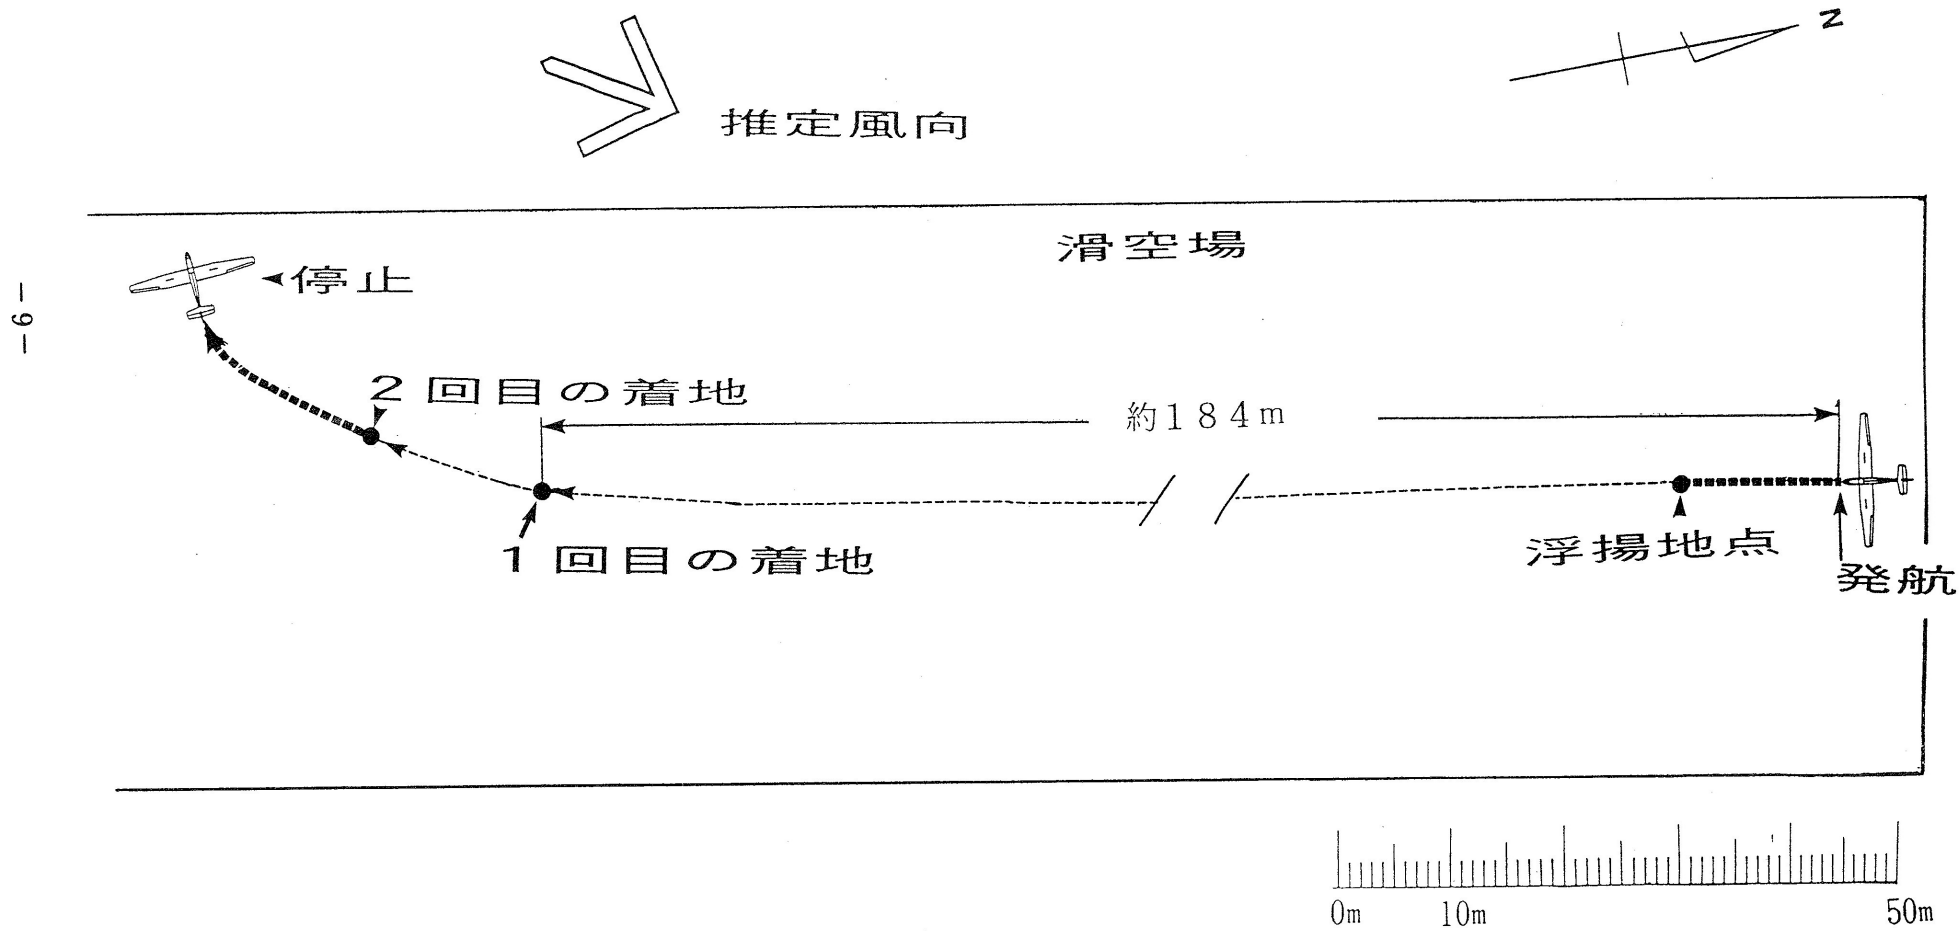 N
推定風向
滑空場
停止
2回目の着地
約184m
1回目の着地
浮揚地点
発航
0m 10m 50m
-9-